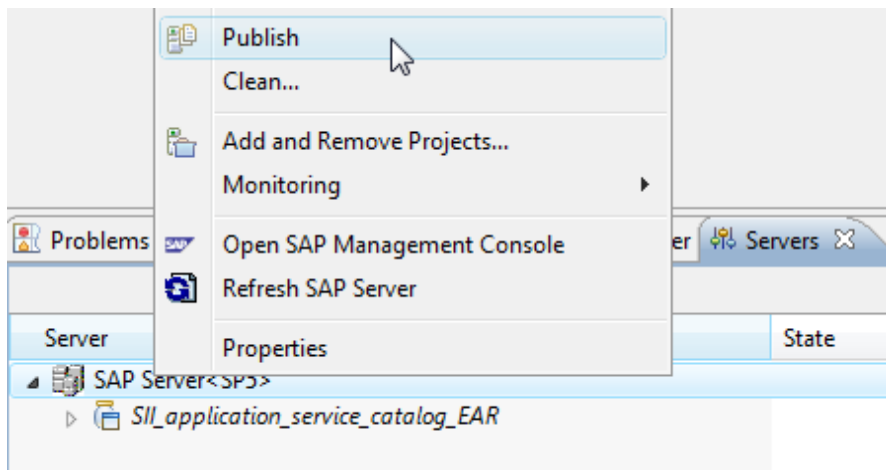 Publish
Clean...
Add and Remove Projects...
Monitoring
Problems
SAP
Open SAP Management Console
er
Servers
Refresh SAP Server
Server
State
Properties
SAP Server<SP5>
SII_application_service_catalog_EAR